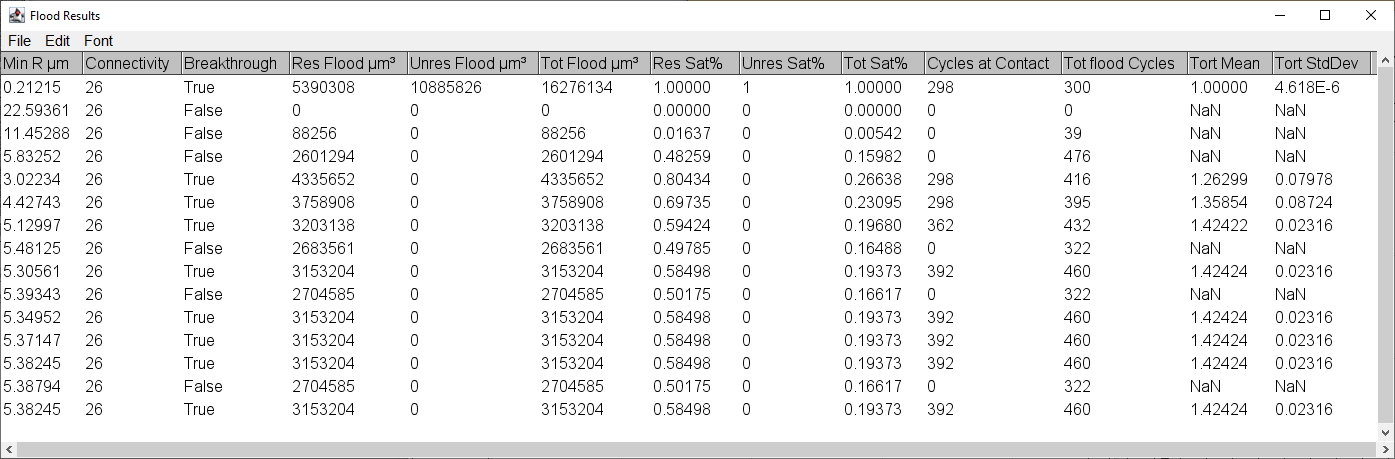 Flood Results
File Edit Font
Min R µm Connectivity Breakthrough Res Flood µm³ Unres Flood µm³ Tot Flood µm³ Res Sat% Unres Sat% Tot Sat% Cycles at Contact Tot flood Cycles Tort Mean Tort StdDev
0.21215 26 True 5390308 10885826 16276134 1.00000 1 1.00000 298 300 1.00000 4.618E-6
22.59361 26 False 0 0 0 0.00000 0 0.00000 0 0 NaN NaN
11.45288 26 False 88256 0 88256 0.01637 0 0.00542 0 39 NaN NaN
5.83252 26 False 2601294 0 2601294 0.48259 0 0.15982 0 476 NaN NaN
3.02234 26 True 4335652 0 4335652 0.80434 0 0.26638 298 416 1.26299 0.07978
4.42743 26 True 3758908 0 3758908 0.69735 0 0.23095 298 395 1.35854 0.08724
5.12997 26 True 3203138 0 3203138 0.59424 0 0.19680 362 432 1.42422 0.02316
5.48125 26 False 2683561 0 2683561 0.49785 0 0.16488 0 322 NaN NaN
5.30561 26 True 3153204 0 3153204 0.58498 0 0.19373 392 460 1.42424 0.02316
5.39343 26 False 2704585 0 2704585 0.50175 0 0.16617 0 322 NaN NaN
5.34952 26 True 3153204 0 3153204 0.58498 0 0.19373 392 460 1.42424 0.02316
5.37147 26 True 3153204 0 3153204 0.58498 0 0.19373 392 460 1.42424 0.02316
5.38245 26 True 3153204 0 3153204 0.58498 0 0.19373 392 460 1.42424 0.02316
5.38794 26 False 2704585 0 2704585 0.50175 0 0.16617 0 322 NaN NaN
5.38245 26 True 3153204 0 3153204 0.58498 0 0.19373 392 460 1.42424 0.02316